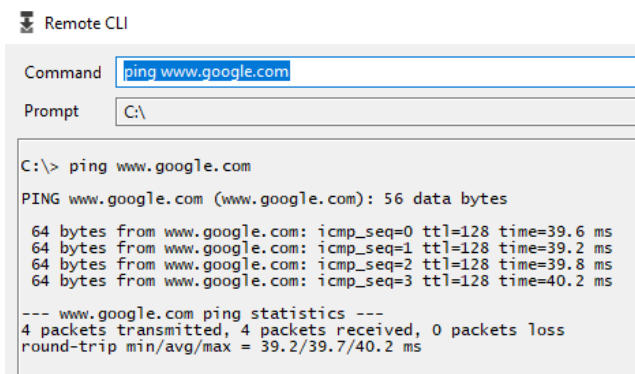 Remote CLI
Command ping www.google.com
Prompt C:\
C:\> ping www.google.com
PING www.google.com (www.google.com): 56 data bytes
64 bytes from www.google.com: icmp_seq=0 ttl=128 time=39.6 ms
64 bytes from www.google.com: icmp_seq=1 ttl=128 time=39.2 ms
64 bytes from www.google.com: icmp_seq=2 ttl=128 time=39.8 ms
64 bytes from www.google.com: icmp_seq=3 ttl=128 time=40.2 ms
--- www.google.com ping statistics ---
4 packets transmitted, 4 packets received, 0 packets loss
round-trip min/avg/max = 39.2/39.7/40.2 ms